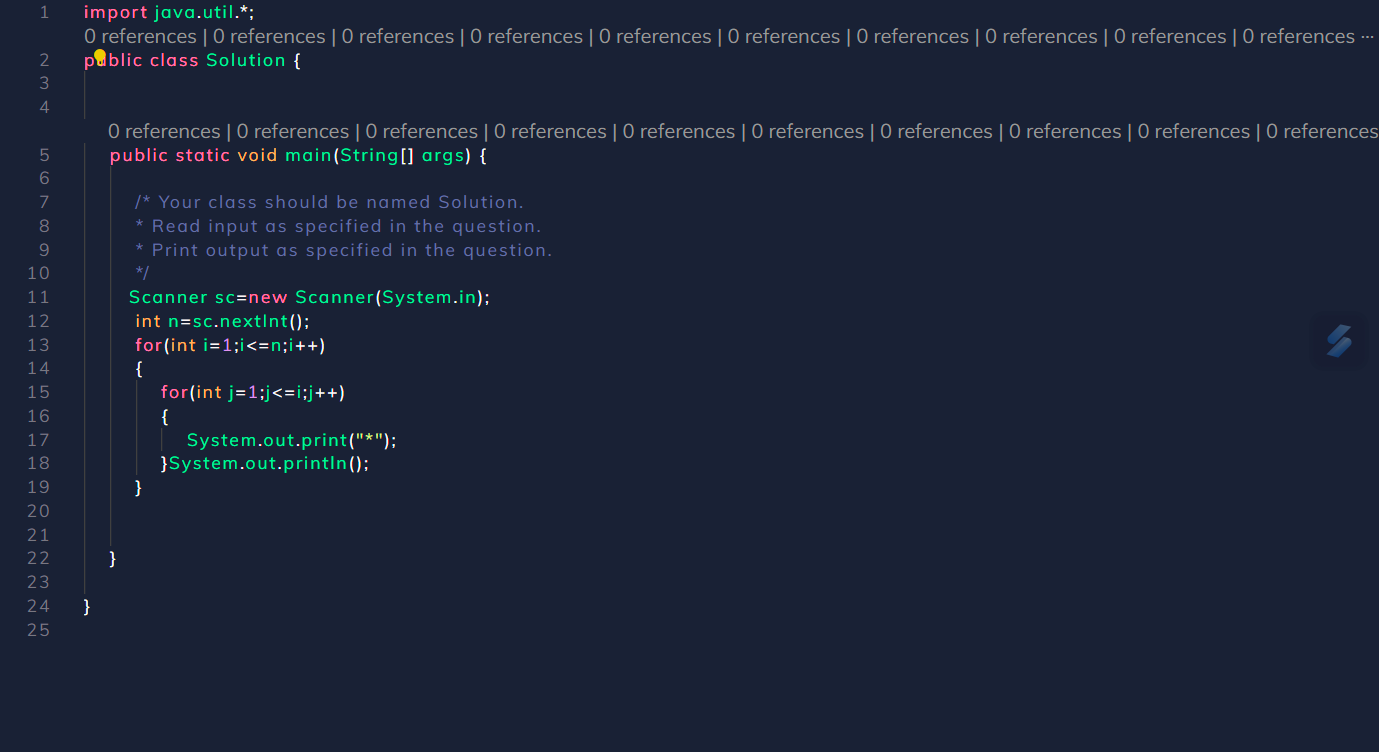 1 import java.util.*;
0 references | 0 references | 0 references | 0 references | 0 references | 0 references | 0 references | 0 references | 0 references | 0 references ···
2 public class Solution {
3
4
0 references | 0 references | 0 references | 0 references | 0 references | 0 references | 0 references | 0 references | 0 references | 0 references
5 public static void main(String[] args) {
6
7 /* Your class should be named Solution.
8 * Read input as specified in the question.
9 * Print output as specified in the question.
10 */
11 Scanner sc=new Scanner(System.in);
12 int n=sc.nextInt();
13 for(int i=1;i<=n;i++)
14 {
15 for(int j=1;j<=i;j++)
16 {
17 System.out.print("*");
18 }System.out.println();
19 }
20
21
22 }
23
24 }
25